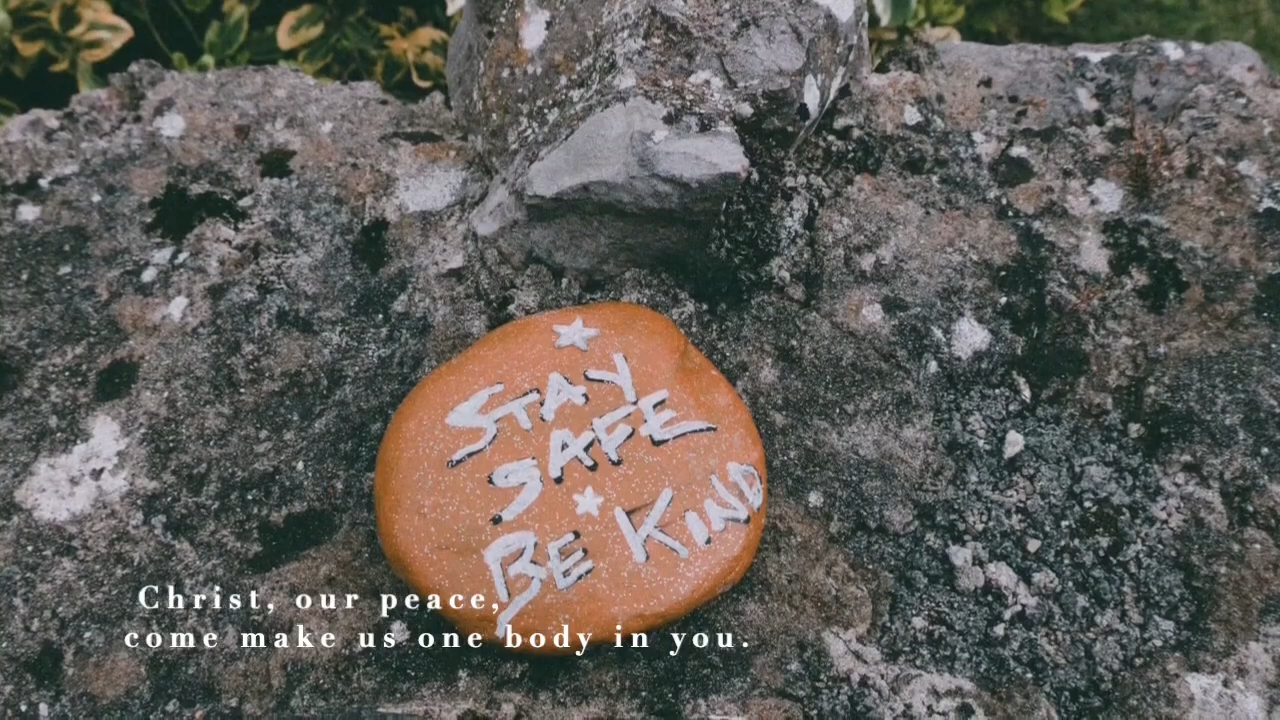 STAY
SAFE
BE KIND
Christ, our peace,
come make us one body in you.